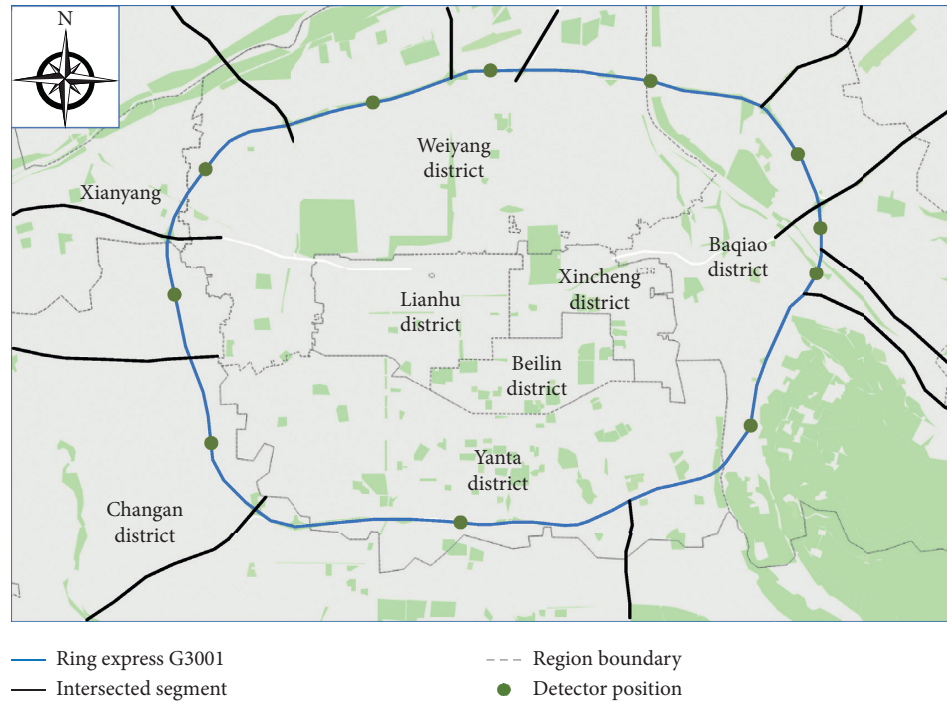 N
Weiyang
district
Xianyang
Baqiao
district
Xincheng
district
Lianhu
district
Beilin
district
Yanta
district
Changan
district
Ring express G3001
Intersected segment
Region boundary
Detector position